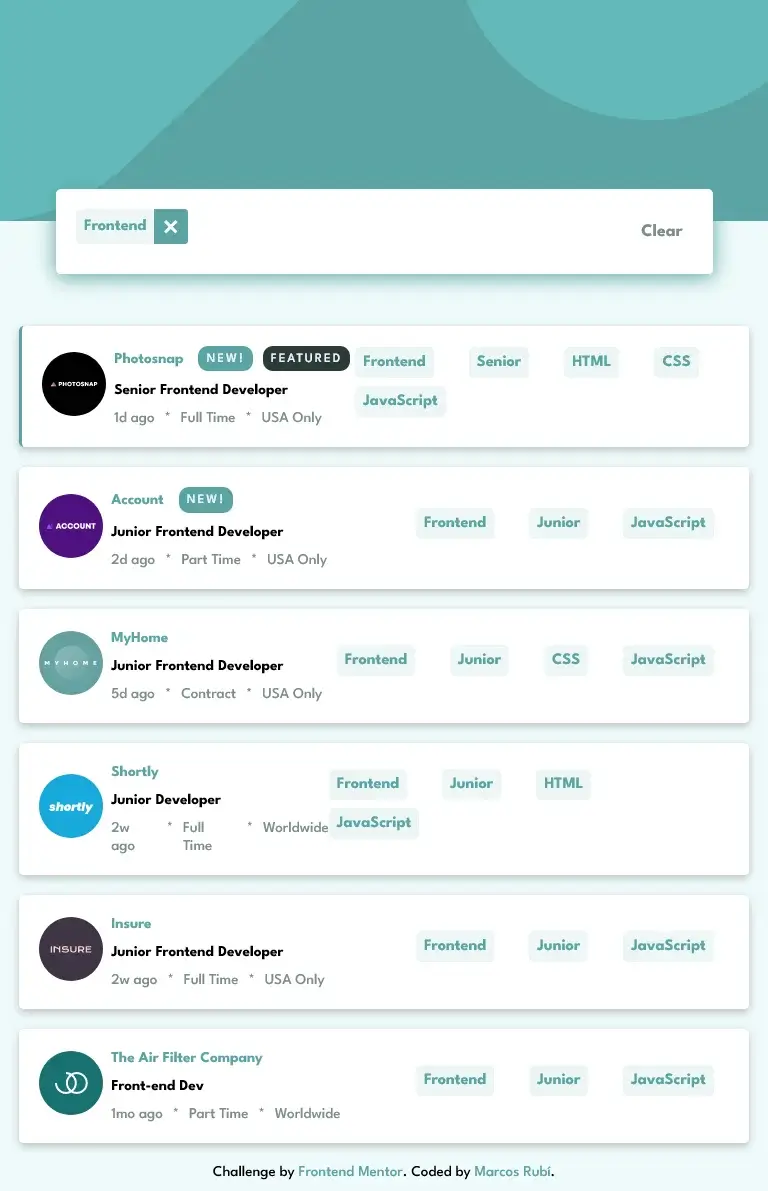 Frontend ✕ Clear
PHOTOSNAP
Photosnap NEW! FEATURED
Senior Frontend Developer
1d ago * Full Time * USA Only
Frontend Senior HTML CSS
JavaScript
ACCOUNT
Account NEW!
Junior Frontend Developer
2d ago * Part Time * USA Only
Frontend Junior JavaScript
MYHOME
MyHome
Junior Frontend Developer
5d ago * Contract * USA Only
Frontend Junior CSS JavaScript
shortly
Shortly
Junior Developer
2w ago * Full Time * Worldwide
Frontend Junior HTML
JavaScript
INSURE
Insure
Junior Frontend Developer
2w ago * Full Time * USA Only
Frontend Junior JavaScript
The Air Filter Company
Front-end Dev
1mo ago * Part Time * Worldwide
Frontend Junior JavaScript
Challenge by Frontend Mentor. Coded by Marcos Rubí.